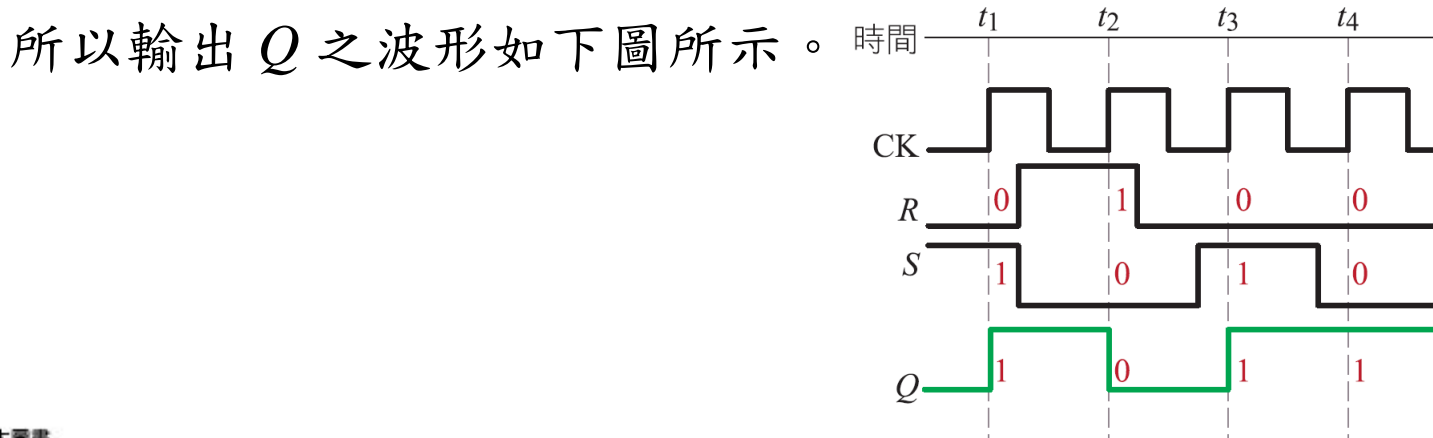 所以輸出 Q 之波形如下圖所示。
時間 t1 t2 t3 t4
CK
R 0 1 0 0
S 1 0 1 0
Q 1 0 1 1